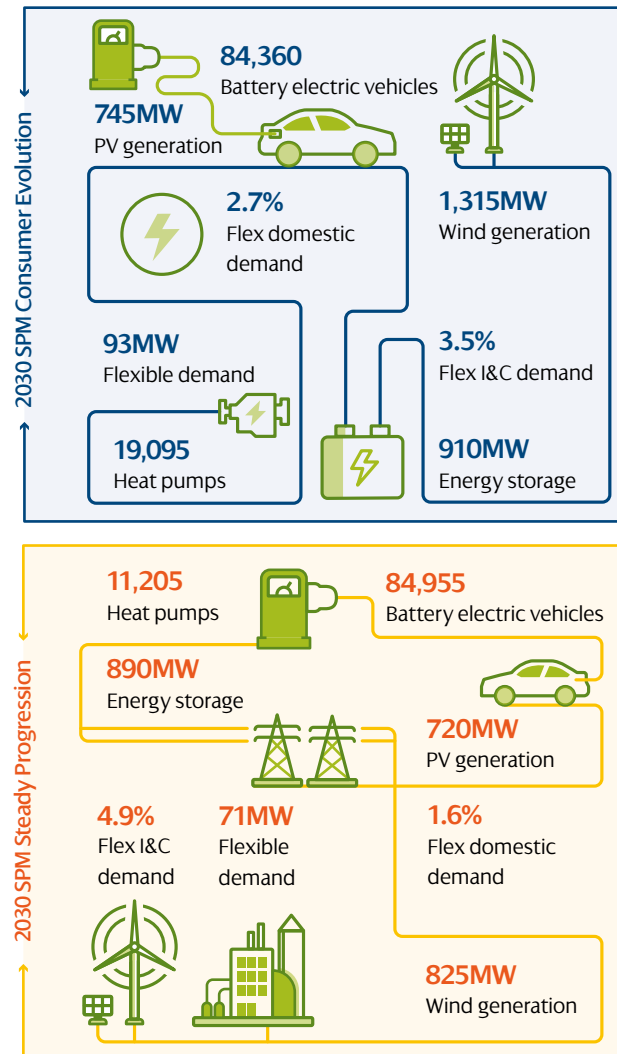 2030 SPM Consumer Evolution
84,360
Battery electric vehicles
745MW
PV generation
2.7%
Flex domestic
demand
1,315MW
Wind generation
93MW
Flexible demand
3.5%
Flex I&C demand
19,095
Heat pumps
910MW
Energy storage
2030 SPM Steady Progression
11,205
Heat pumps
84,955
Battery electric vehicles
890MW
Energy storage
720MW
PV generation
4.9%
Flex I&C
demand
71MW
Flexible
demand
1.6%
Flex domestic
demand
825MW
Wind generation